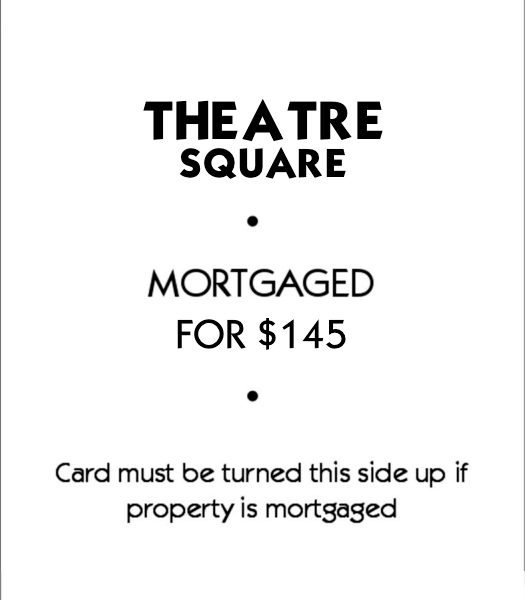 THEATRE
SQUARE
•
MORTGAGED
FOR $145
•
Card must be turned this side up if
property is mortgaged